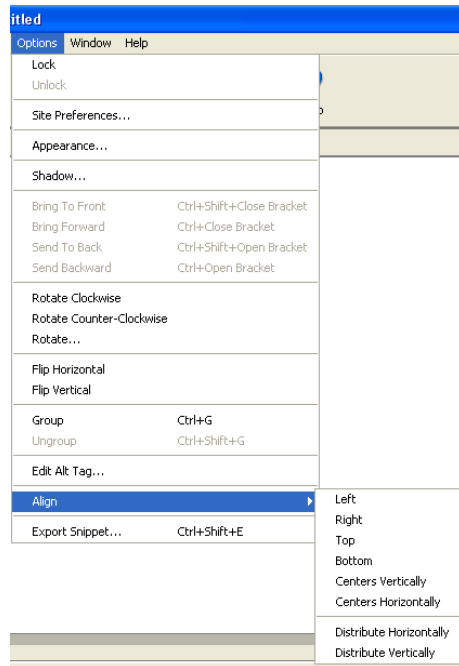 itled
Options Window Help
Lock
Unlock
Site Preferences...
Appearance...
Shadow...
Bring To Front Ctrl+Shift+Close Bracket
Bring Forward Ctrl+Close Bracket
Send To Back Ctrl+Shift+Open Bracket
Send Backward Ctrl+Open Bracket
Rotate Clockwise
Rotate Counter-Clockwise
Rotate...
Flip Horizontal
Flip Vertical
Group Ctrl+G
Ungroup Ctrl+Shift+G
Edit Alt Tag...
Align
Export Snippet... Ctrl+Shift+E
Left
Right
Top
Bottom
Centers Vertically
Centers Horizontally
Distribute Horizontally
Distribute Vertically